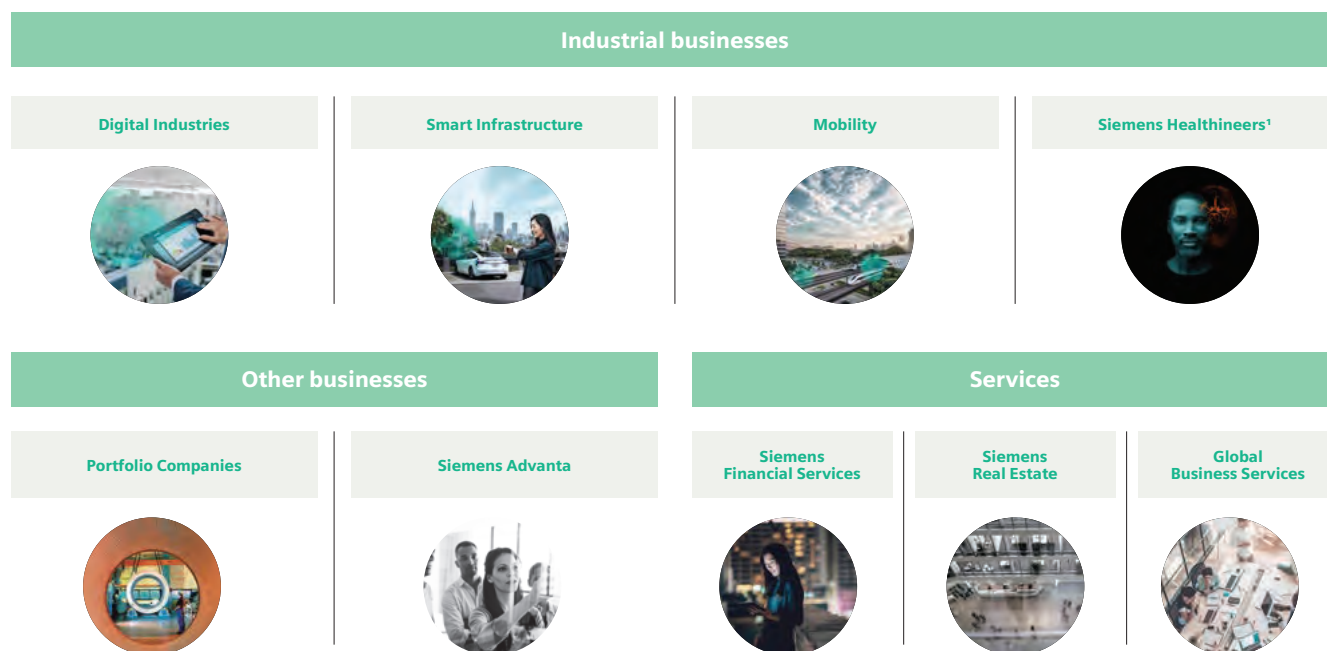 Industrial businesses
Digital Industries
Smart Infrastructure
Mobility
Siemens Healthineers¹
Other businesses
Services
Portfolio Companies
Siemens Advanta
Siemens
Financial Services
Siemens
Real Estate
Global
Business Services